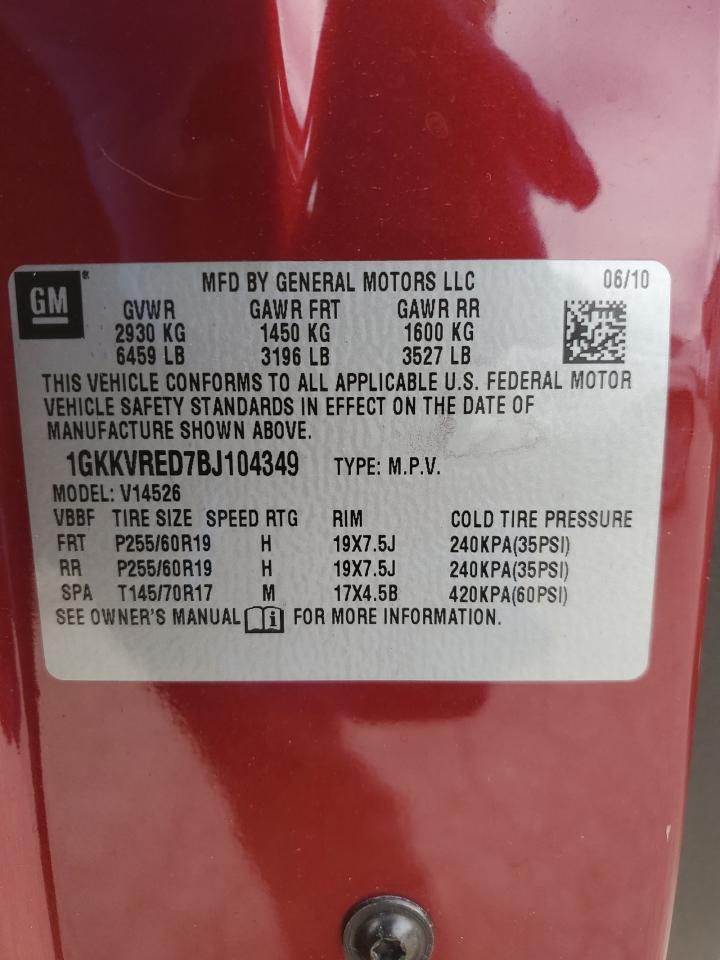 GM®
MFD BY GENERAL MOTORS LLC 06/10
GVWR GAWR FRT GAWR RR
2930 KG 1450 KG 1600 KG
6459 LB 3196 LB 3527 LB
THIS VEHICLE CONFORMS TO ALL APPLICABLE U.S. FEDERAL MOTOR
VEHICLE SAFETY STANDARDS IN EFFECT ON THE DATE OF
MANUFACTURE SHOWN ABOVE.
1GKKVRED7BJ104349 TYPE: M.P.V.
MODEL: V14526
VBBF TIRE SIZE SPEED RTG RIM COLD TIRE PRESSURE
FRT P255/60R19 H 19X7.5J 240KPA(35PSI)
RR P255/60R19 H 19X7.5J 240KPA(35PSI)
SPA T145/70R17 M 17X4.5B 420KPA(60PSI)
SEE OWNER'S MANUAL i FOR MORE INFORMATION.